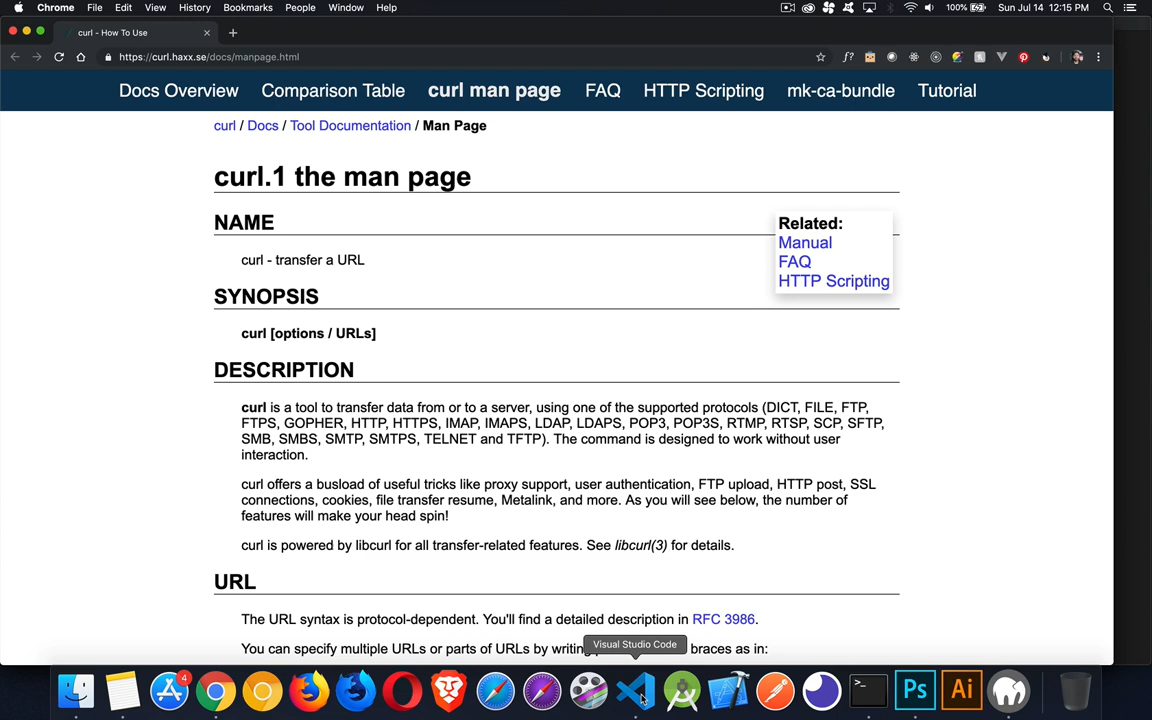 Chrome File Edit View History Bookmarks People Window Help 100% Sun Jul 14 12:15 PM
curl - How To Use
https://curl.haxx.se/docs/manpage.html
Docs Overview Comparison Table curl man page FAQ HTTP Scripting mk-ca-bundle Tutorial
curl / Docs / Tool Documentation / Man Page
curl.1 the man page
NAME
Related:
Manual
FAQ
HTTP Scripting
curl - transfer a URL
SYNOPSIS
curl [options / URLs]
DESCRIPTION
curl is a tool to transfer data from or to a server, using one of the supported protocols (DICT, FILE, FTP,
FTPS, GOPHER, HTTP, HTTPS, IMAP, IMAPS, LDAP, LDAPS, POP3, POP3S, RTMP, RTSP, SCP, SFTP,
SMB, SMBS, SMTP, SMTPS, TELNET and TFTP). The command is designed to work without user
interaction.
curl offers a busload of useful tricks like proxy support, user authentication, FTP upload, HTTP post, SSL
connections, cookies, file transfer resume, Metalink, and more. As you will see below, the number of
features will make your head spin!
curl is powered by libcurl for all transfer-related features. See libcurl(3) for details.
URL
The URL syntax is protocol-dependent. You'll find a detailed description in RFC 3986.
Visual Studio Code
You can specify multiple URLs or parts of URLs by writing braces as in:
4
>_
Ps
Ai